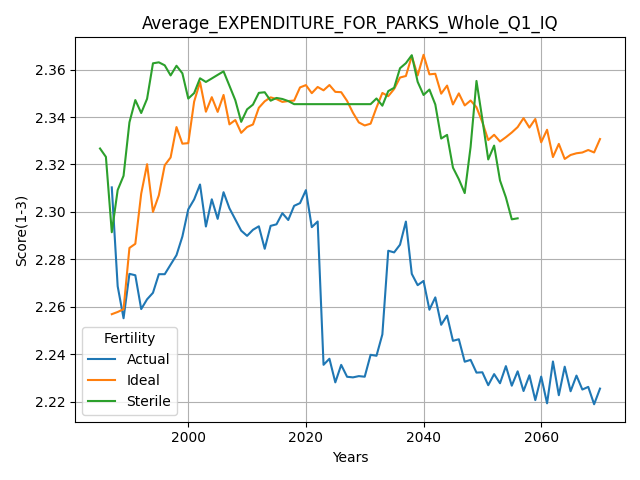 Average_EXPENDITURE_FOR_PARKS_Whole_Q1_IQ
Score(1-3)
2.36
2.34
2.32
2.30
2.28
2.26
2.24
2.22
Fertility
Actual
Ideal
Sterile
2000
2020
2040
2060
Years